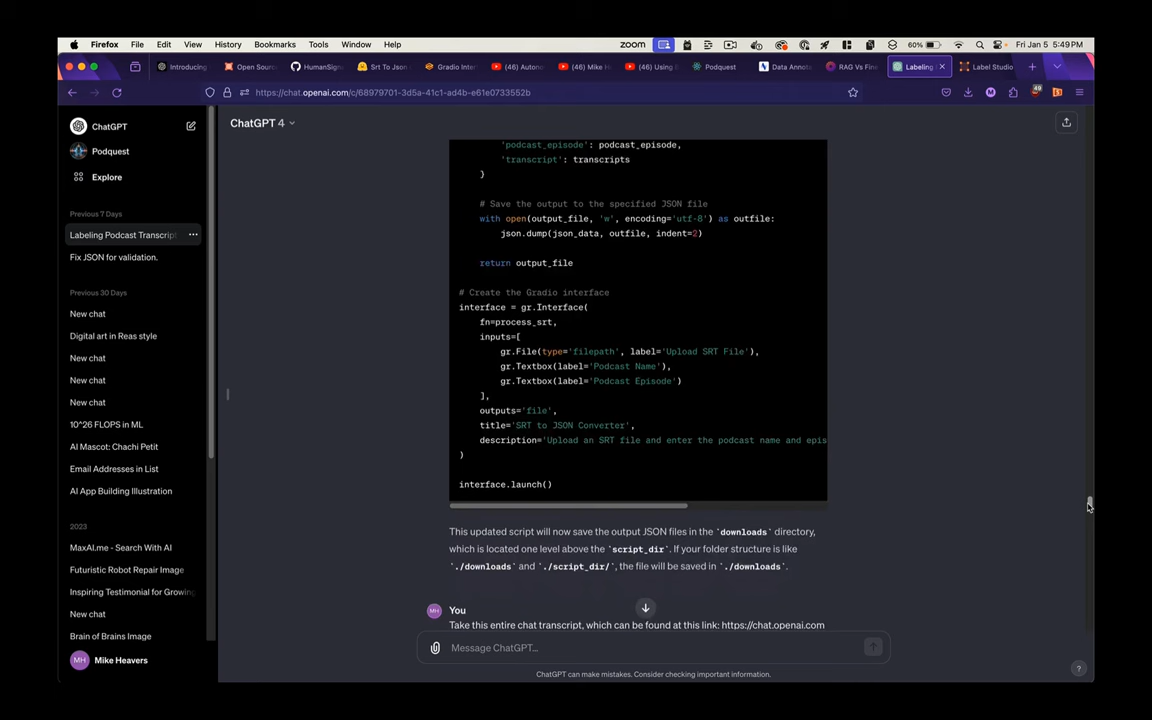 Firefox File Edit View History Bookmarks Tools Window Help zoom 60% Fri Jan 5 5:49 PM
Introducing Open Source HumanSign Srt To Json Gradio Inter (46) Autono (46) Mike H (46) Using Podquest Data Annota RAG Vs Fine Labeling Label Studio
https://chat.openai.com/c/68979701-3d5a-41c1-ad4b-e61e0733552b 49
ChatGPT
Podquest
Explore
Previous 7 Days
Labeling Podcast Transcript
Fix JSON for validation.
Previous 30 Days
New chat
Digital art in Reas style
New chat
New chat
New chat
10^26 FLOPS in ML
AI Mascot: Chachi Petit
Email Addresses in List
AI App Building Illustration
2023
MaxAI.me - Search With AI
Futuristic Robot Repair Image
Inspiring Testimonial for Growing
New chat
Brain of Brains Image
MH Mike Heavers
ChatGPT 4
'podcast_episode': podcast_episode,
'transcript': transcripts
}
# Save the output to the specified JSON file
with open(output_file, 'w', encoding='utf-8') as outfile:
json.dump(json_data, outfile, indent=2)
return output_file
# Create the Gradio interface
interface = gr.Interface(
fn=process_srt,
inputs=[
gr.File(type='filepath', label='Upload SRT File'),
gr.Textbox(label='Podcast Name'),
gr.Textbox(label='Podcast Episode')
],
outputs='file',
title='SRT to JSON Converter',
description='Upload an SRT file and enter the podcast name and epis
)
interface.launch()
This updated script will now save the output JSON files in the `downloads` directory,
which is located one level above the `script_dir`. If your folder structure is like
`./downloads` and `./script_dir/`, the file will be saved in `./downloads`.
MH You
Take this entire chat transcript, which can be found at this link: https://chat.openai.com
Message ChatGPT...
ChatGPT can make mistakes. Consider checking important information.
?